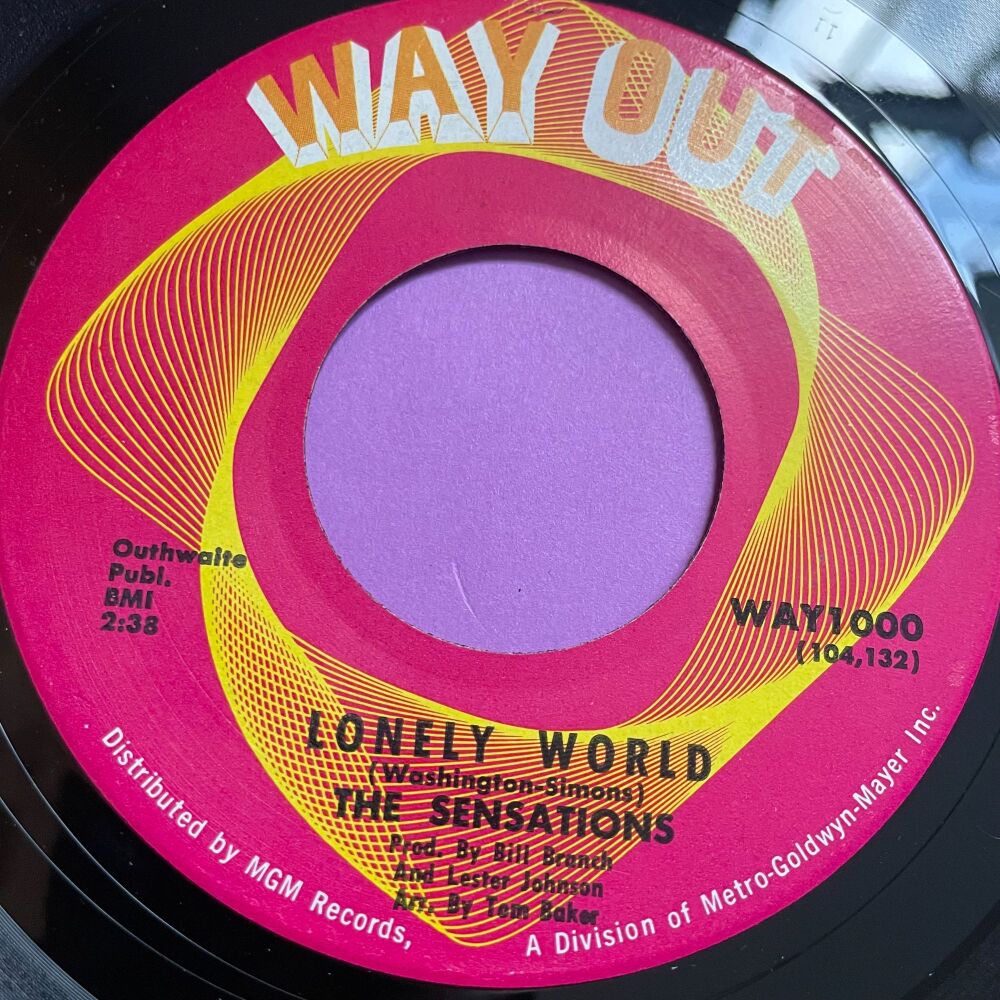 WAY OUT
Outhwaite
Publ.
BMI
2:38
WAY1000
(104,132)
LONELY WORLD
(Washington-Simons)
THE SENSATIONS
Prod. By Bill Branch
And Lester Johnson
Arr. By Tom Baker
Distributed by MGM Records, A Division of Metro-Goldwyn-Mayer Inc.